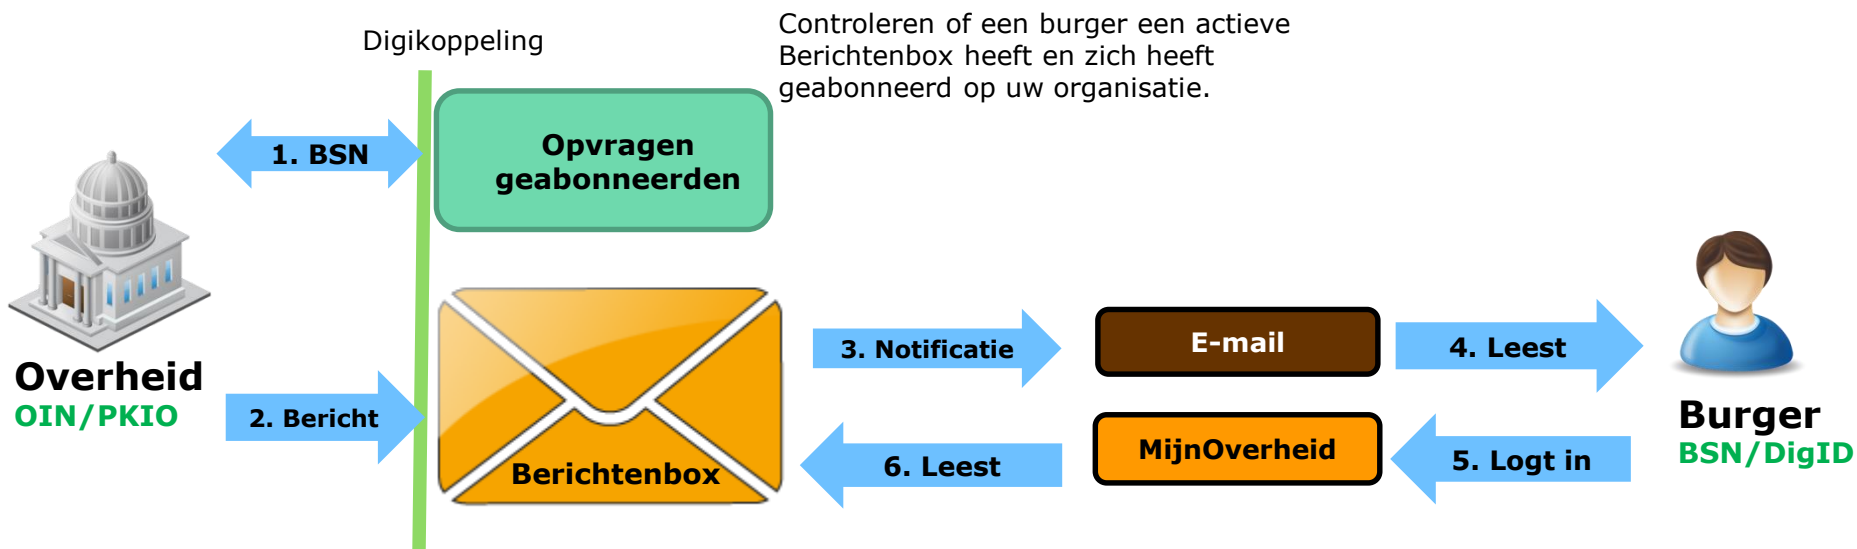 Digikoppeling
Controleren of een burger een actieve
Berichtenbox heeft en zich heeft
geabonneerd op uw organisatie.
1. BSN
Opvragen
geabonneerden
Overheid
OIN/PKIO
2. Bericht
Berichtenbox
3. Notificatie
E-mail
4. Leest
Burger
BSN/DigID
5. Logt in
MijnOverheid
6. Leest